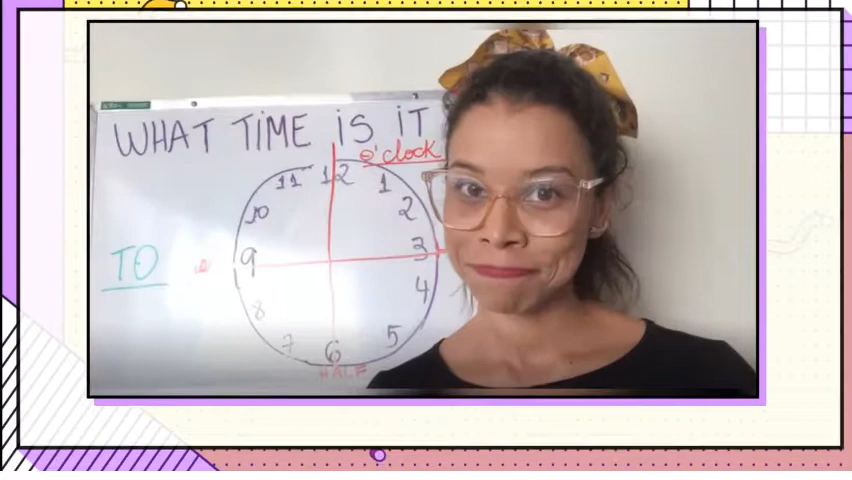 WHAT TIME IS IT
o'clock
11 12 1
10 2
TO 9 3
8 4
7 5
6
HALF